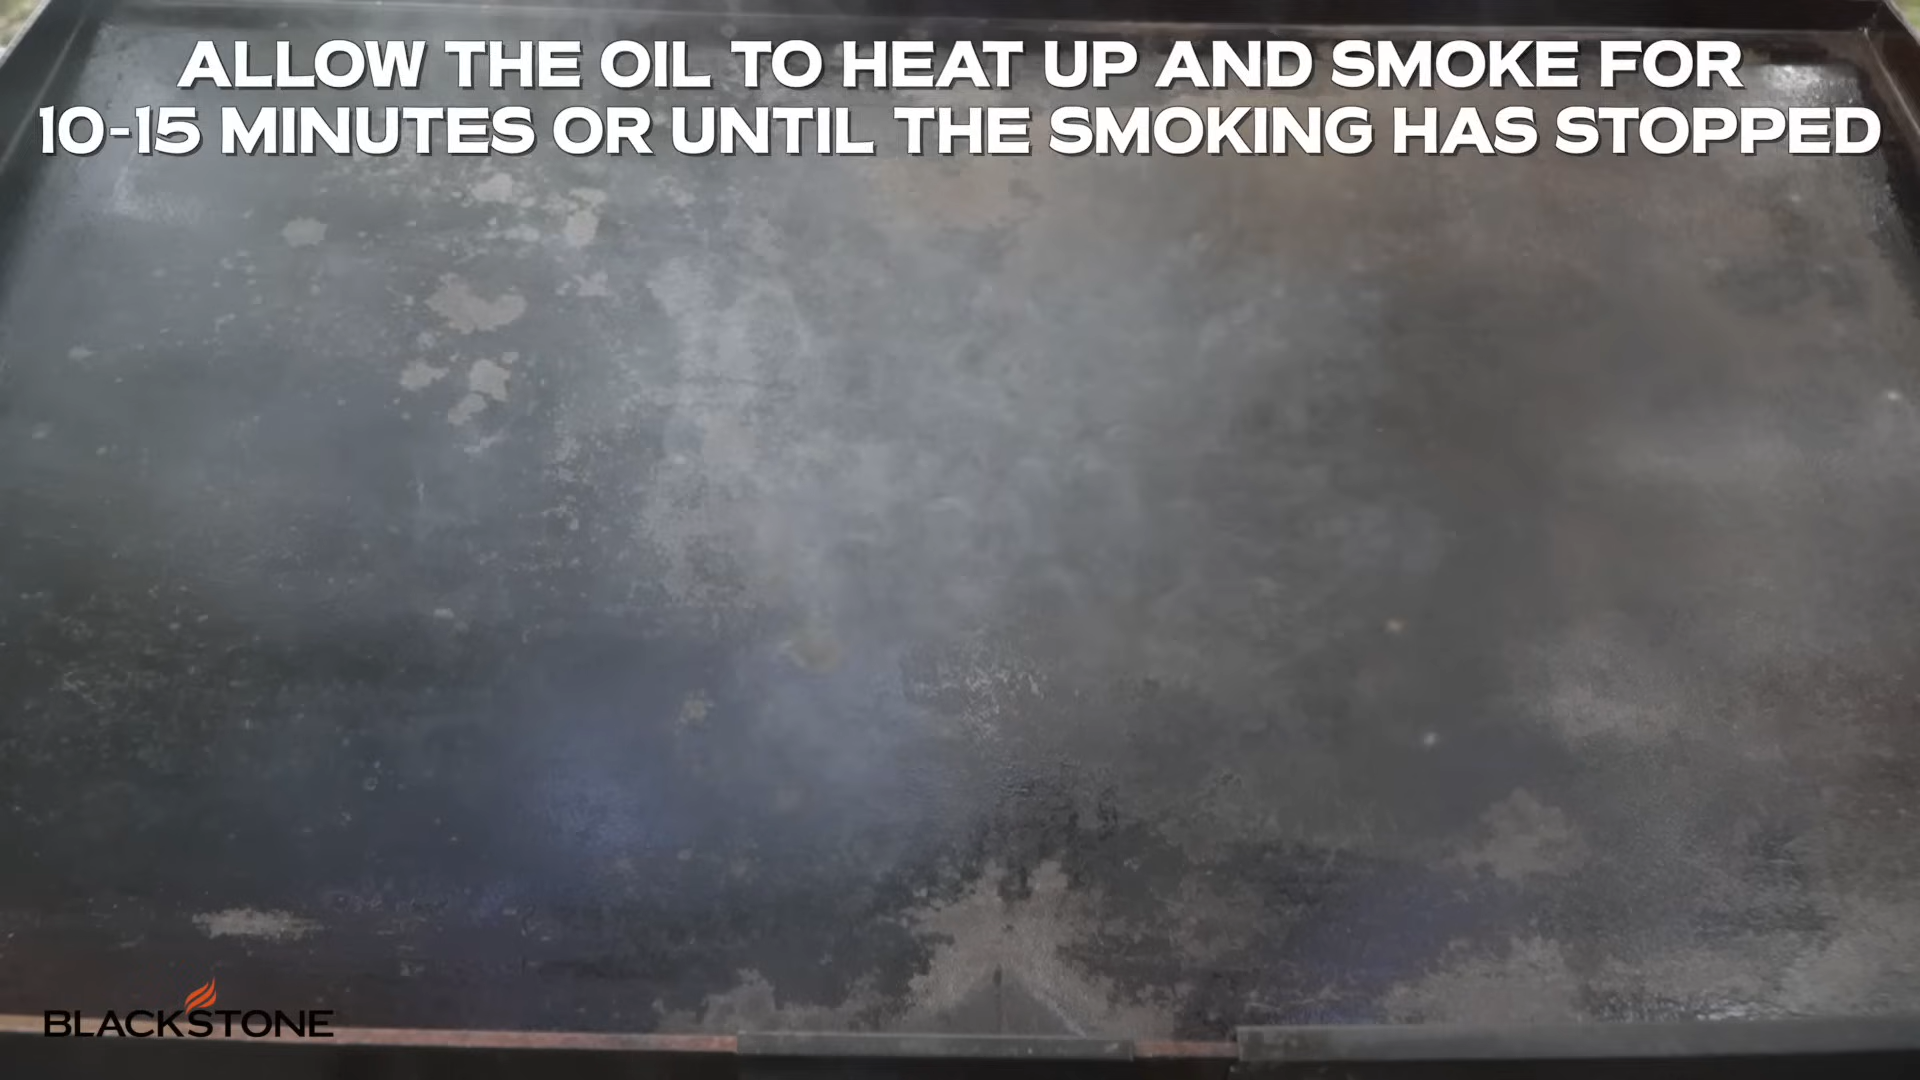 ALLOW THE OIL TO HEAT UP AND SMOKE FOR
10-15 MINUTES OR UNTIL THE SMOKING HAS STOPPED
BLACKSTONE